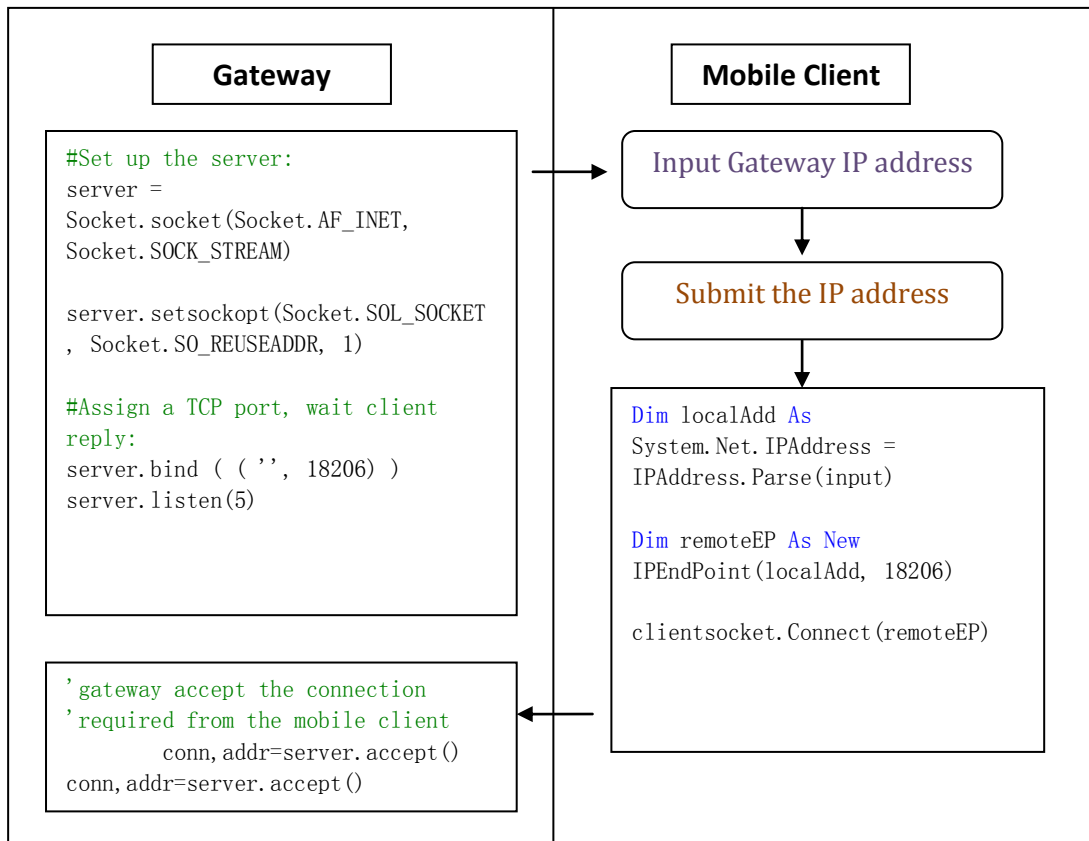 Gateway
#Set up the server:
server =
Socket.socket(Socket.AF_INET,
Socket.SOCK_STREAM)
server.setsockopt(Socket.SOL_SOCKET
, Socket.SO_REUSEADDR, 1)
#Assign a TCP port, wait client
reply:
server.bind ( ( ’’, 18206) )
server.listen(5)
’gateway accept the connection
’required from the mobile client
conn,addr=server.accept()
conn,addr=server.accept()
Mobile Client
Input Gateway IP address
Submit the IP address
Dim localAdd As
System.Net.IPAddress =
IPAddress.Parse(input)
Dim remoteEP As New
IPEndPoint(localAdd, 18206)
clientsocket.Connect(remoteEP)